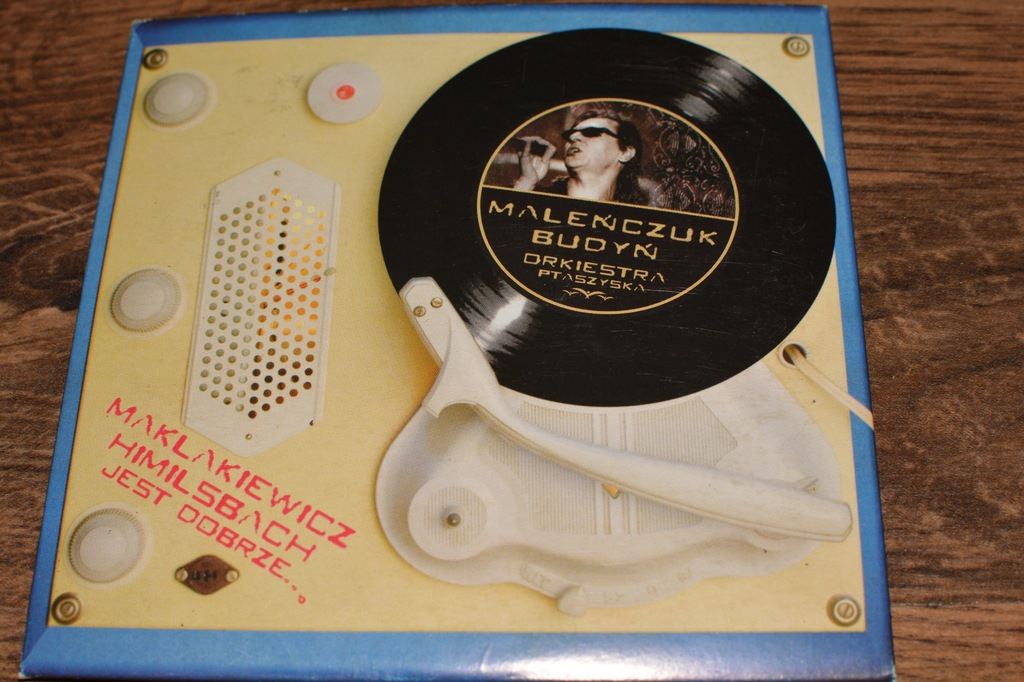 MALEŃCZUK
BUDYŃ
ORKIESTRA
PTASZYSKA
MAKLAKIEWICZ
HIMILSBACH
JEST DOBRZE...